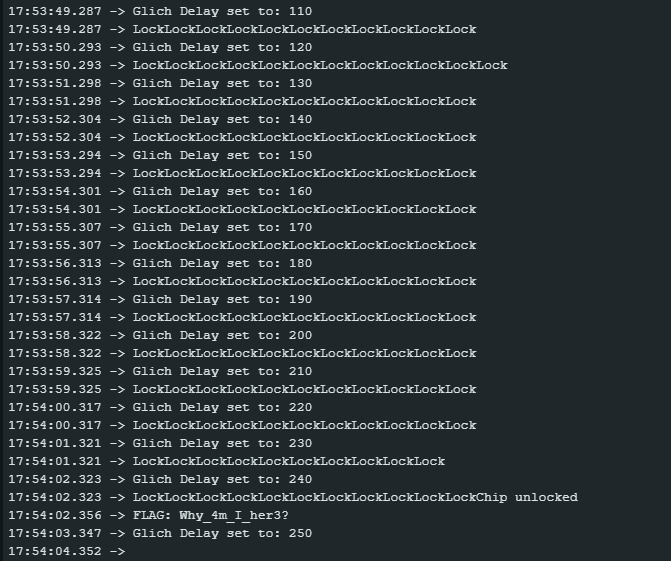 17:53:49.287 -> Glich Delay set to: 110
17:53:49.287 -> LockLockLockLockLockLockLockLockLockLockLock
17:53:50.293 -> Glich Delay set to: 120
17:53:50.293 -> LockLockLockLockLockLockLockLockLockLockLockLock
17:53:51.298 -> Glich Delay set to: 130
17:53:51.298 -> LockLockLockLockLockLockLockLockLockLockLock
17:53:52.304 -> Glich Delay set to: 140
17:53:52.304 -> LockLockLockLockLockLockLockLockLockLockLock
17:53:53.294 -> Glich Delay set to: 150
17:53:53.294 -> LockLockLockLockLockLockLockLockLockLockLock
17:53:54.301 -> Glich Delay set to: 160
17:53:54.301 -> LockLockLockLockLockLockLockLockLockLockLock
17:53:55.307 -> Glich Delay set to: 170
17:53:55.307 -> LockLockLockLockLockLockLockLockLockLockLock
17:53:56.313 -> Glich Delay set to: 180
17:53:56.313 -> LockLockLockLockLockLockLockLockLockLockLock
17:53:57.314 -> Glich Delay set to: 190
17:53:57.314 -> LockLockLockLockLockLockLockLockLockLockLock
17:53:58.322 -> Glich Delay set to: 200
17:53:58.322 -> LockLockLockLockLockLockLockLockLockLockLock
17:53:59.325 -> Glich Delay set to: 210
17:53:59.325 -> LockLockLockLockLockLockLockLockLockLockLock
17:54:00.317 -> Glich Delay set to: 220
17:54:00.317 -> LockLockLockLockLockLockLockLockLockLockLock
17:54:01.321 -> Glich Delay set to: 230
17:54:01.321 -> LockLockLockLockLockLockLockLockLockLock
17:54:02.323 -> Glich Delay set to: 240
17:54:02.323 -> LockLockLockLockLockLockLockLockLockLockLockChip unlocked
17:54:02.356 -> FLAG: Why_4m_I_her3?
17:54:03.347 -> Glich Delay set to: 250
17:54:04.352 ->